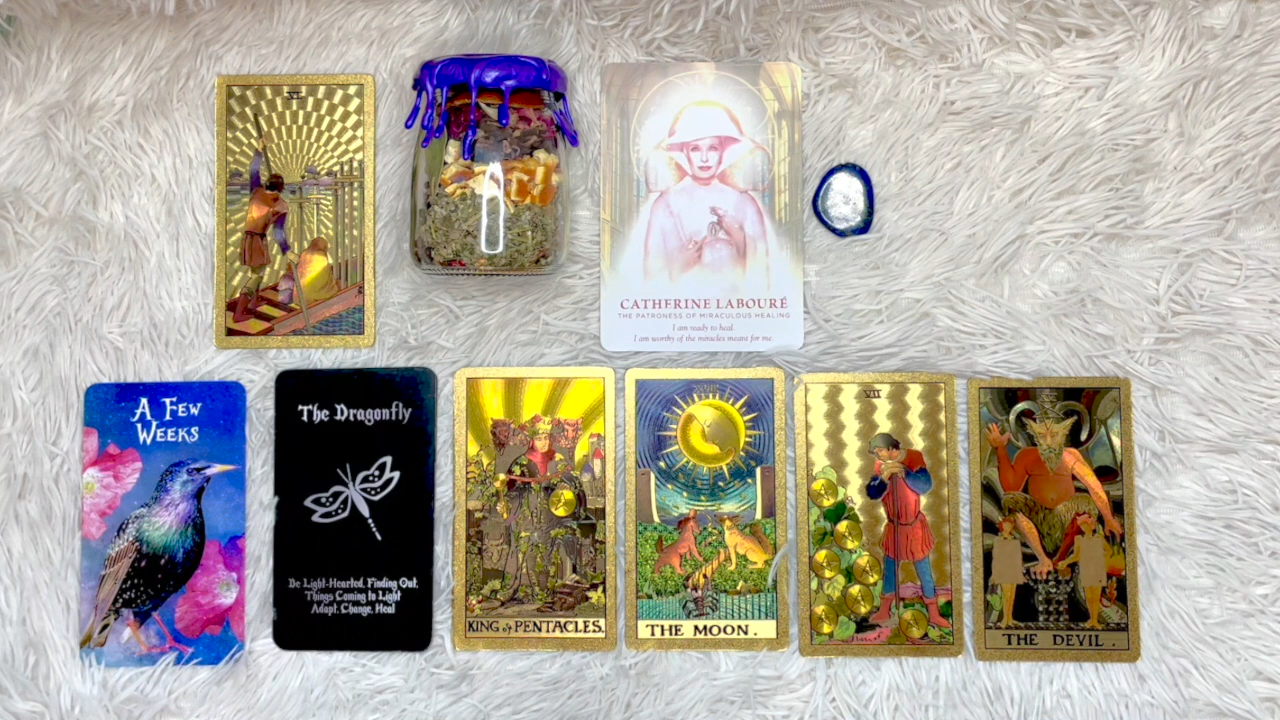 VI
CATHERINE LABOURÉ
THE PATRONESS OF MIRACULOUS HEALING
I am ready to heal.
I am worthy of the miracles meant for me.
A Few
Weeks
The Dragonfly
Be Light-Hearted, Finding Out,
Things Coming to Light
Adapt, Change, Heal
KING of PENTACLES.
XVIII
THE MOON.
VII
THE DEVIL.